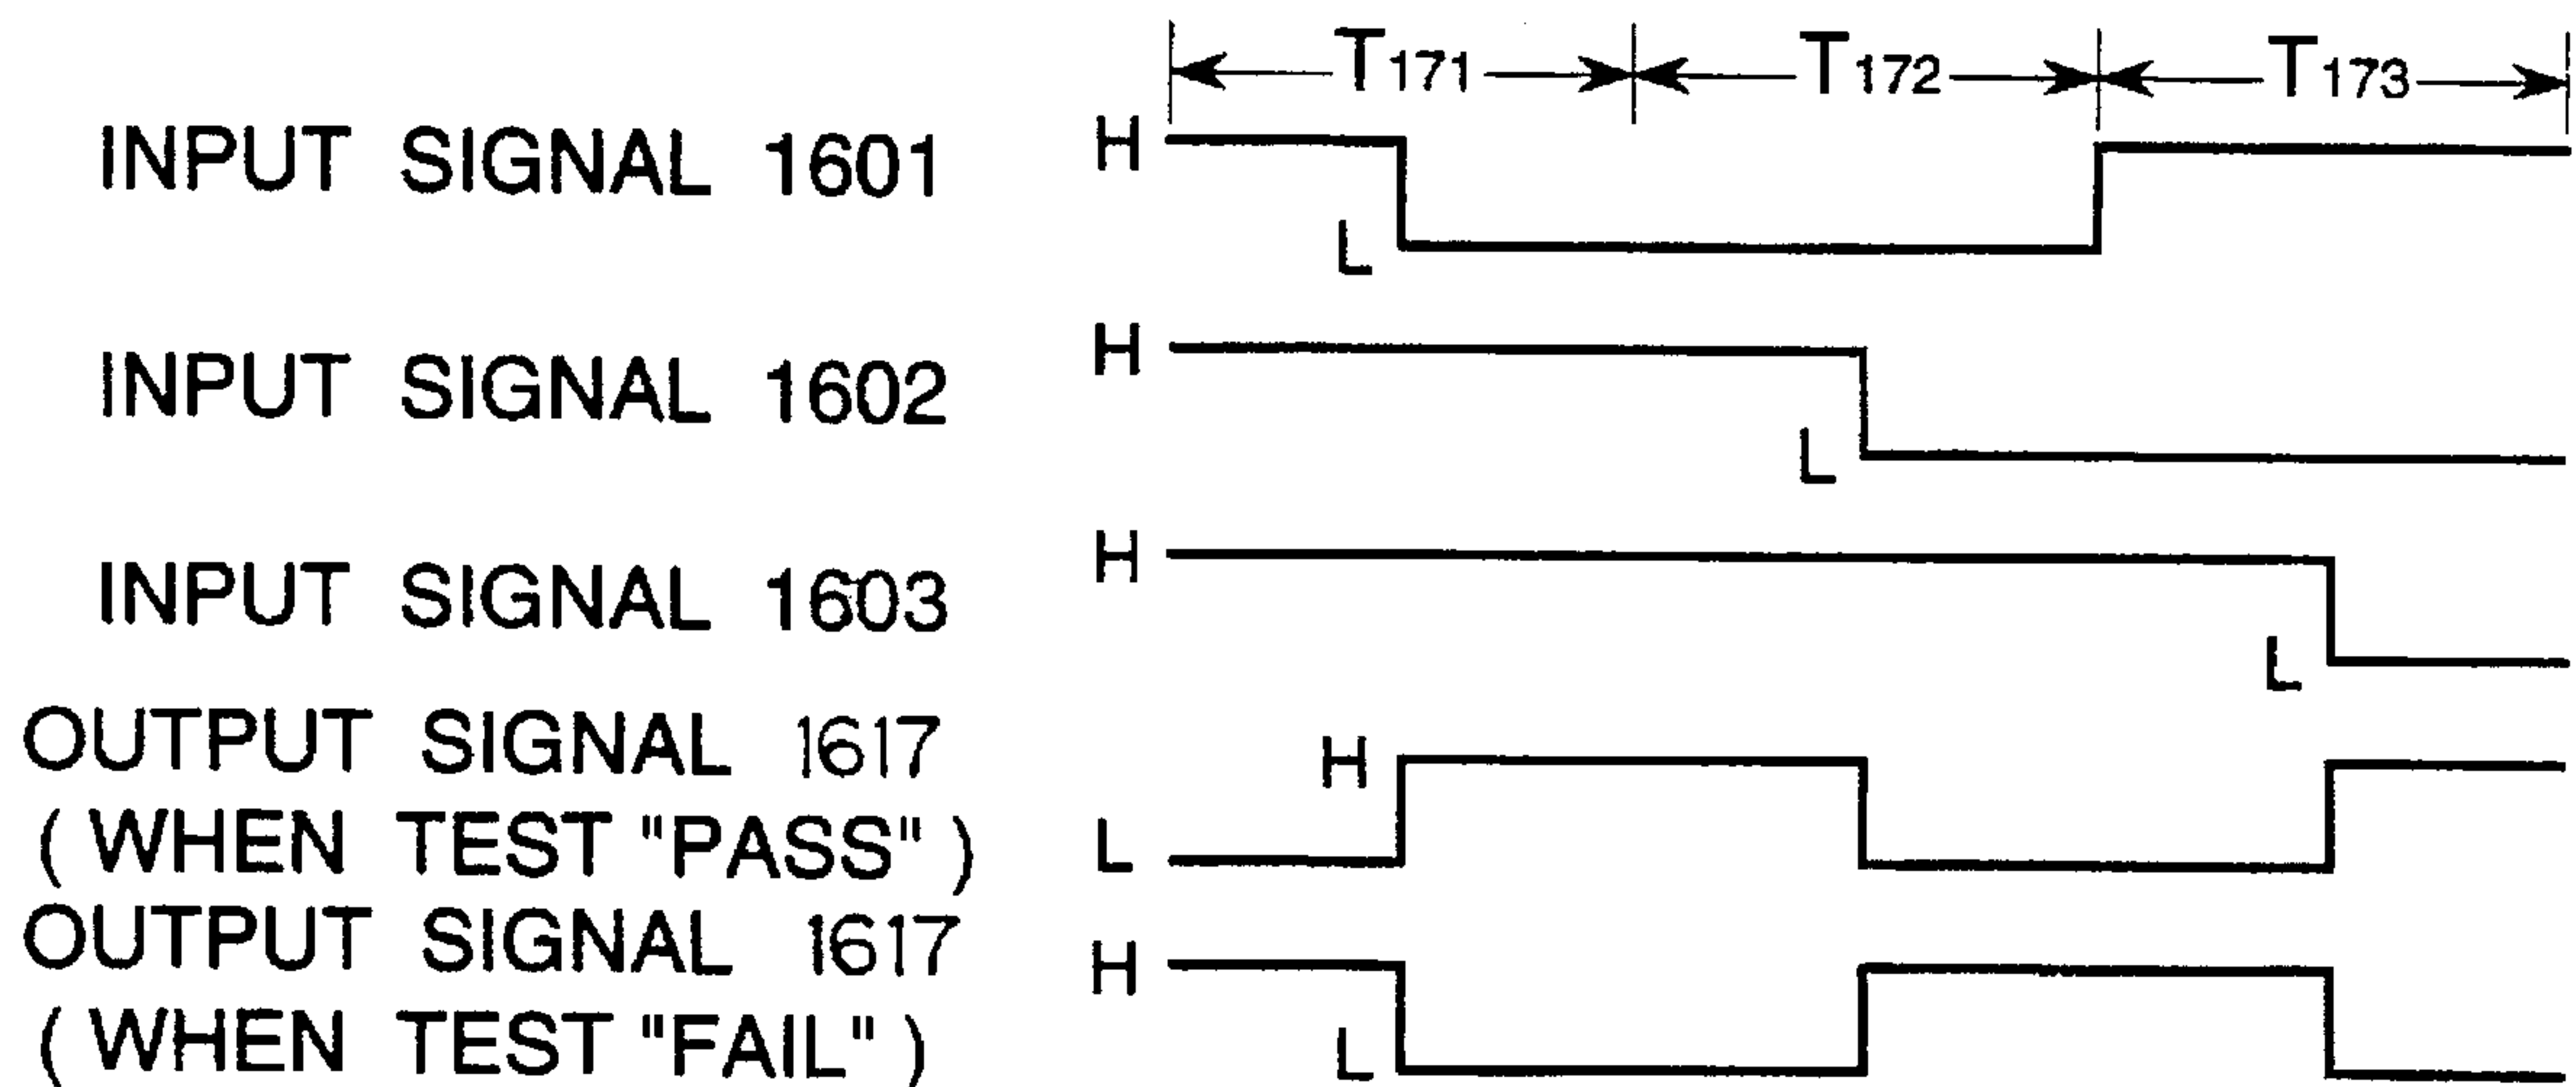 T171 T172 T173
INPUT SIGNAL 1601 H
L
INPUT SIGNAL 1602 H
L
INPUT SIGNAL 1603 H
L
OUTPUT SIGNAL 1617 H
( WHEN TEST "PASS" ) L
OUTPUT SIGNAL 1617 H
( WHEN TEST "FAIL" ) L